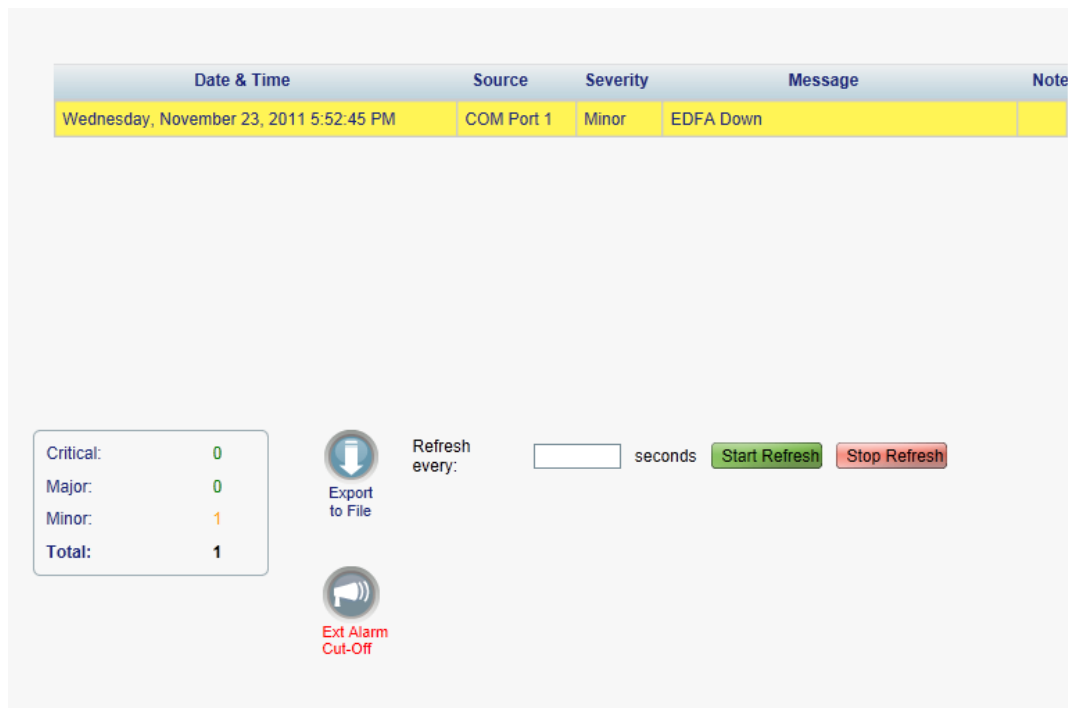 Date & Time Source Severity Message Note
Wednesday, November 23, 2011 5:52:45 PM COM Port 1 Minor EDFA Down
Critical: 0
Major: 0
Minor: 1
Total: 1
Export
to File
Refresh
every:
seconds Start Refresh Stop Refresh
Ext Alarm
Cut-Off